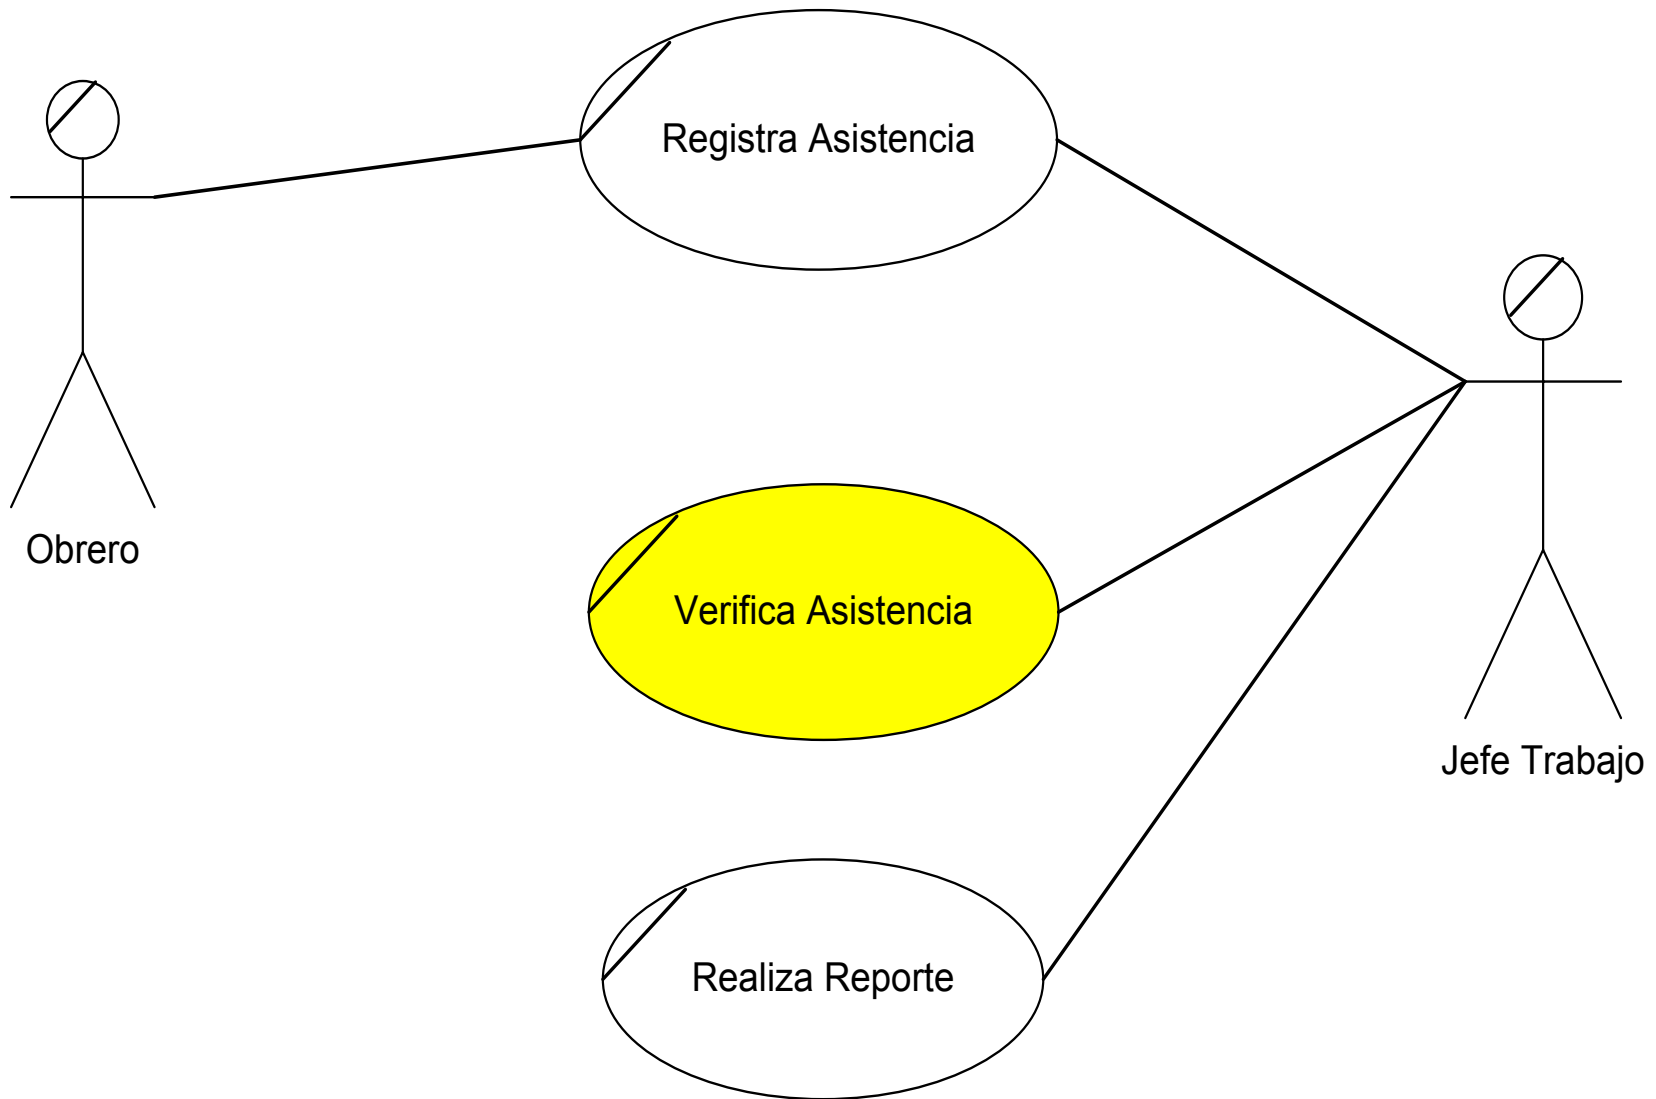 Registra Asistencia
Obrero
Verifica Asistencia
Jefe Trabajo
Realiza Reporte